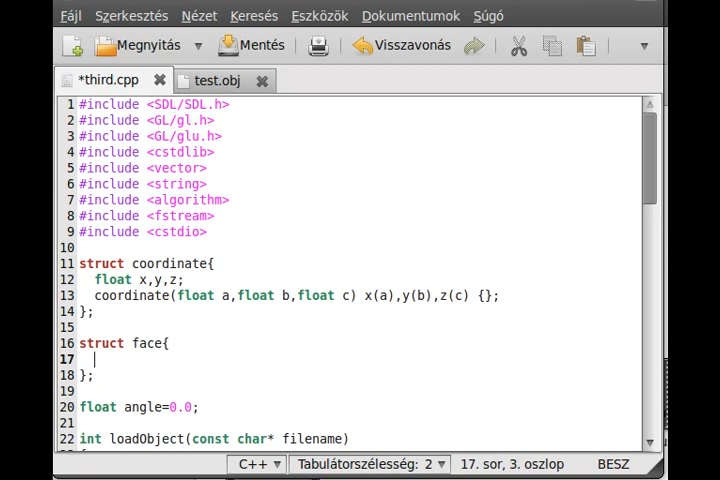 Fájl Szerkesztés Nézet Keresés Eszközök Dokumentumok Súgó
Megnyitás Mentés Visszavonás
*third.cpp test.obj
1 #include <SDL/SDL.h>
2 #include <GL/gl.h>
3 #include <GL/glu.h>
4 #include <cstdlib>
5 #include <vector>
6 #include <string>
7 #include <algorithm>
8 #include <fstream>
9 #include <cstdio>
10
11 struct coordinate{
12   float x,y,z;
13   coordinate(float a,float b,float c) x(a),y(b),z(c) {};
14 };
15
16 struct face{
17
18 };
19
20 float angle=0.0;
21
22 int loadObject(const char* filename)
C++ Tabulátorszélesség: 2 17. sor, 3. oszlop BESZ